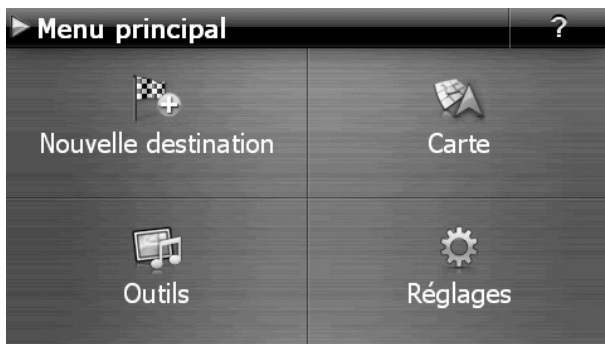 Menu principal
?
Nouvelle destination
Carte
Outils
Réglages